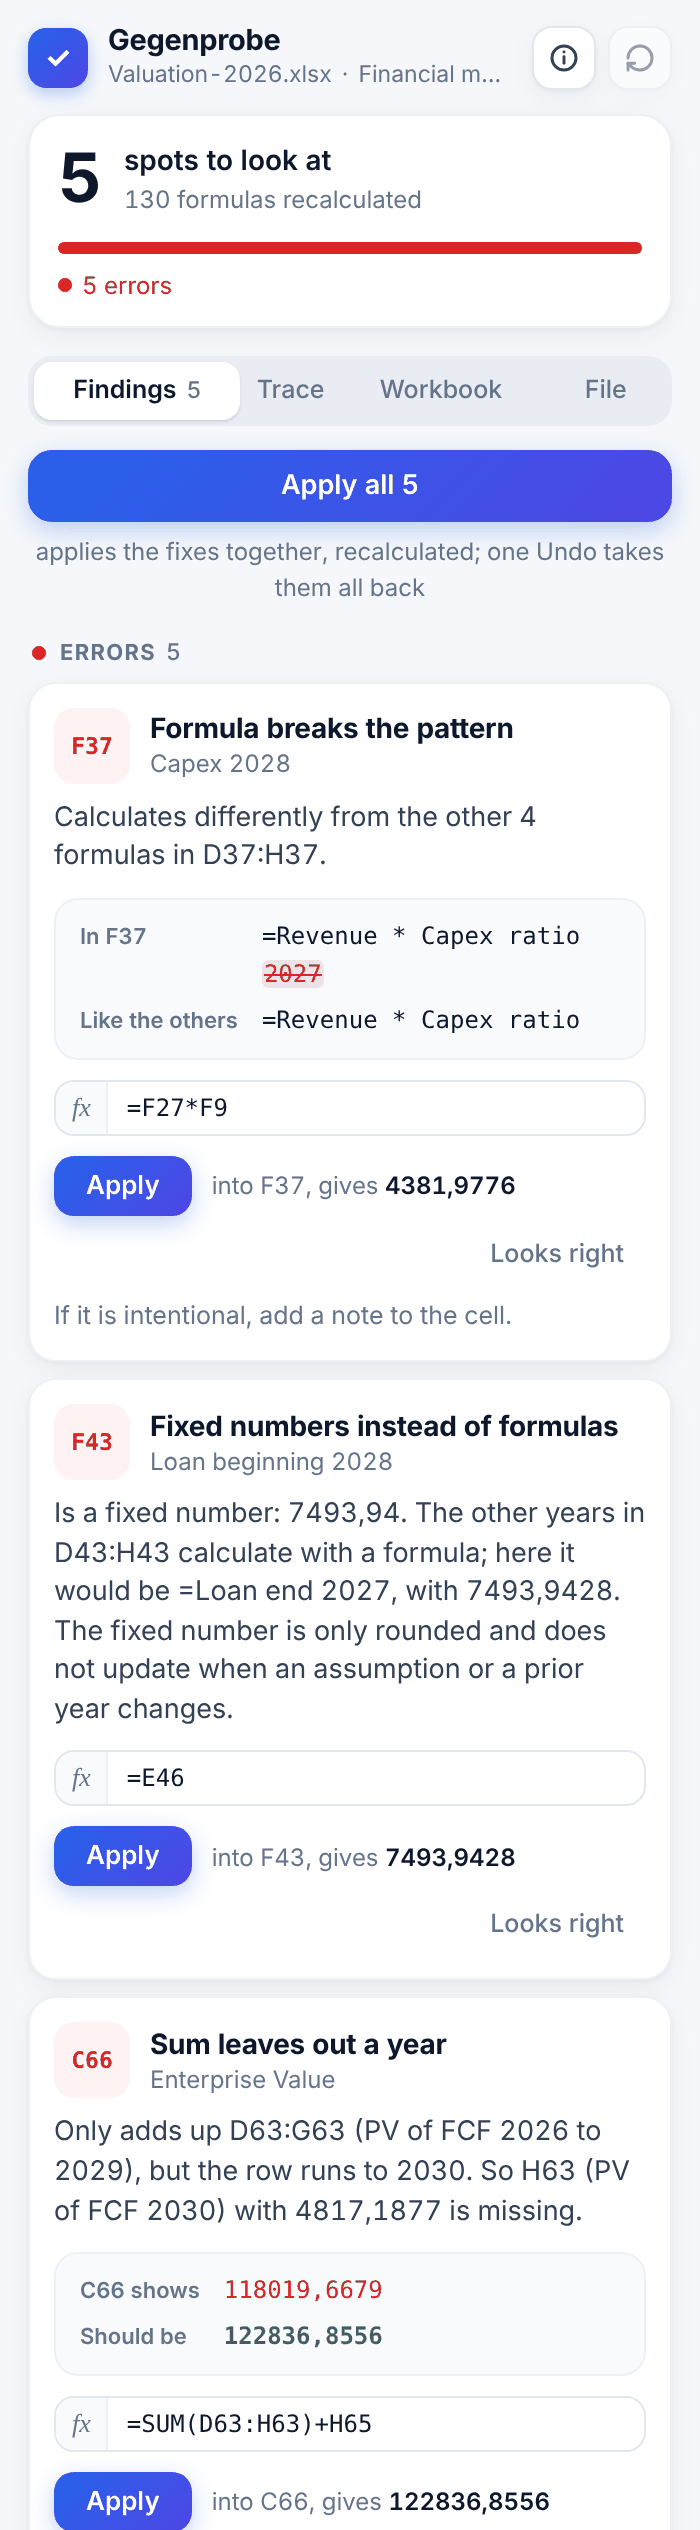 Gegenprobe
Valuation-2026.xlsx · Financial m...
5
spots to look at
130 formulas recalculated
5 errors
Findings 5 Trace Workbook File
Apply all 5
applies the fixes together, recalculated; one Undo takes
them all back
ERRORS 5
F37
Formula breaks the pattern
Capex 2028
Calculates differently from the other 4
formulas in D37:H37.
In F37 =Revenue * Capex ratio
2027
Like the others =Revenue * Capex ratio
fx =F27*F9
Apply into F37, gives 4381,9776
Looks right
If it is intentional, add a note to the cell.
F43
Fixed numbers instead of formulas
Loan beginning 2028
Is a fixed number: 7493,94. The other years in
D43:H43 calculate with a formula; here it
would be =Loan end 2027, with 7493,9428.
The fixed number is only rounded and does
not update when an assumption or a prior
year changes.
fx =E46
Apply into F43, gives 7493,9428
Looks right
C66
Sum leaves out a year
Enterprise Value
Only adds up D63:G63 (PV of FCF 2026 to
2029), but the row runs to 2030. So H63 (PV
of FCF 2030) with 4817,1877 is missing.
C66 shows 118019,6679
Should be 122836,8556
fx =SUM(D63:H63)+H65
Apply into C66, gives 122836,8556